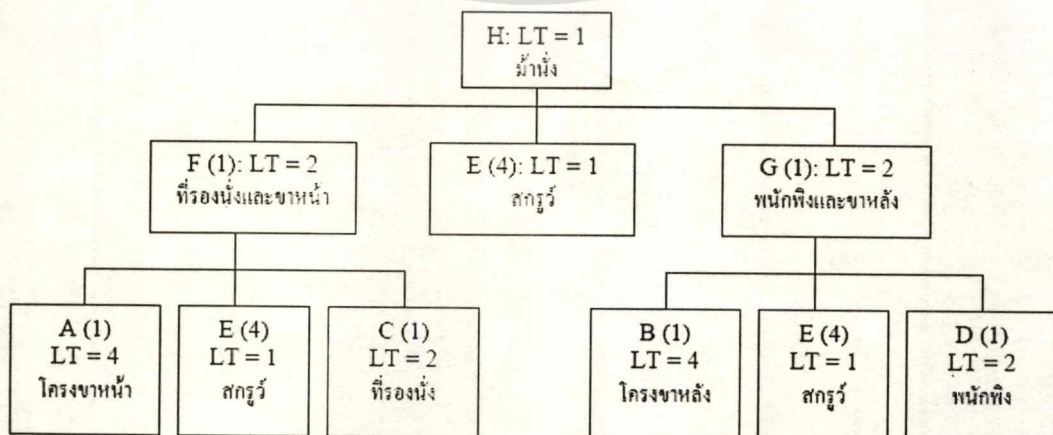 H: LT = 1
ม้านั่ง
F (1): LT = 2
ที่รองนั่งและขาหน้า
E (4): LT = 1
สกรูว์
G (1): LT = 2
พนักพิงและขาหลัง
A (1)
LT = 4
โครงขาหน้า
E (4)
LT = 1
สกรูว์
C (1)
LT = 2
ที่รองนั่ง
B (1)
LT = 4
โครงขาหลัง
E (4)
LT = 1
สกรูว์
D (1)
LT = 2
พนักพิง